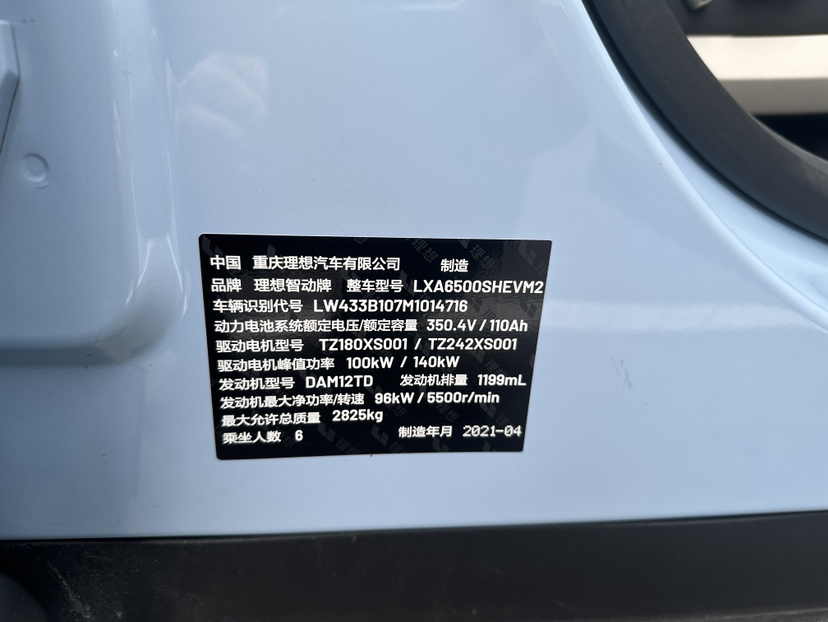 中国 重庆理想汽车有限公司 制造
品牌 理想智动牌 整车型号 LXA6500SHEVM2
车辆识别代号 LW433B107M1014716
动力电池系统额定电压/额定容量 350.4V / 110Ah
驱动电机型号 TZ180XS001 / TZ242XS001
驱动电机峰值功率 100kW / 140kW
发动机型号 DAM12TD 发动机排量 1199mL
发动机最大净功率/转速 96kW / 5500r/min
最大允许总质量 2825kg
乘坐人数 6 制造年月 2021-04